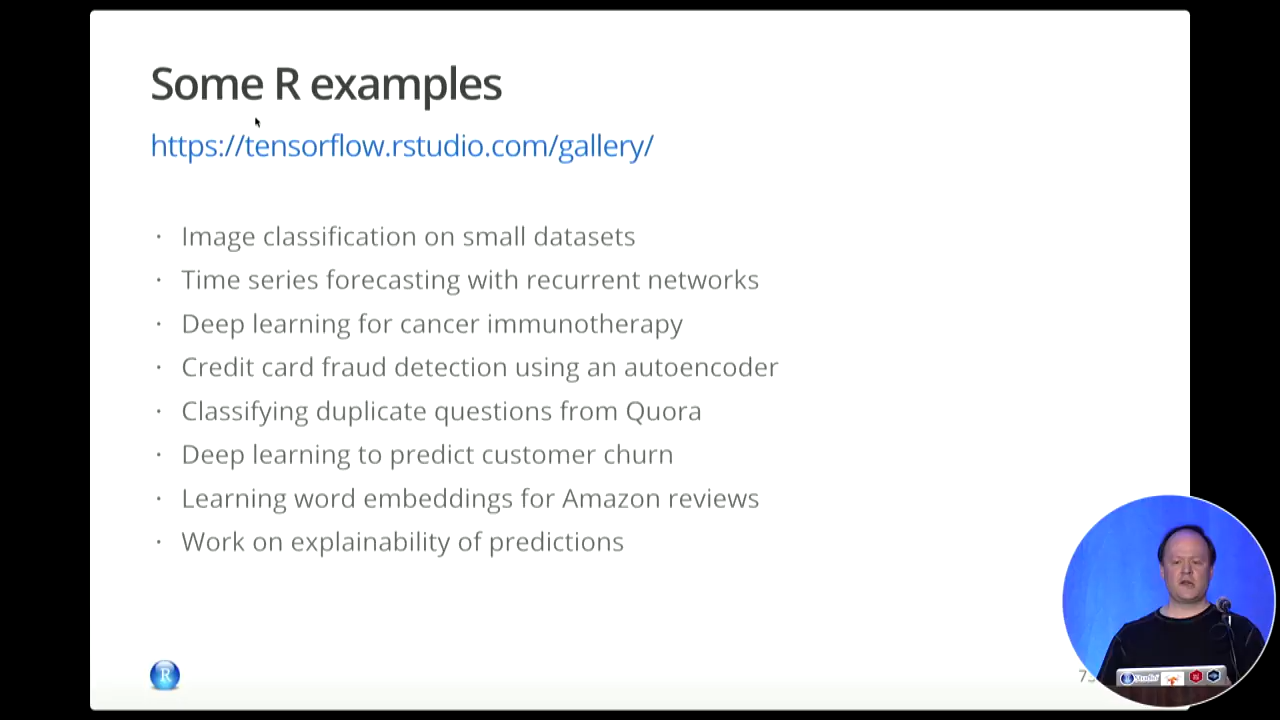 Some R examples
https://tensorflow.rstudio.com/gallery/
· Image classification on small datasets
· Time series forecasting with recurrent networks
· Deep learning for cancer immunotherapy
· Credit card fraud detection using an autoencoder
· Classifying duplicate questions from Quora
· Deep learning to predict customer churn
· Learning word embeddings for Amazon reviews
· Work on explainability of predictions
R